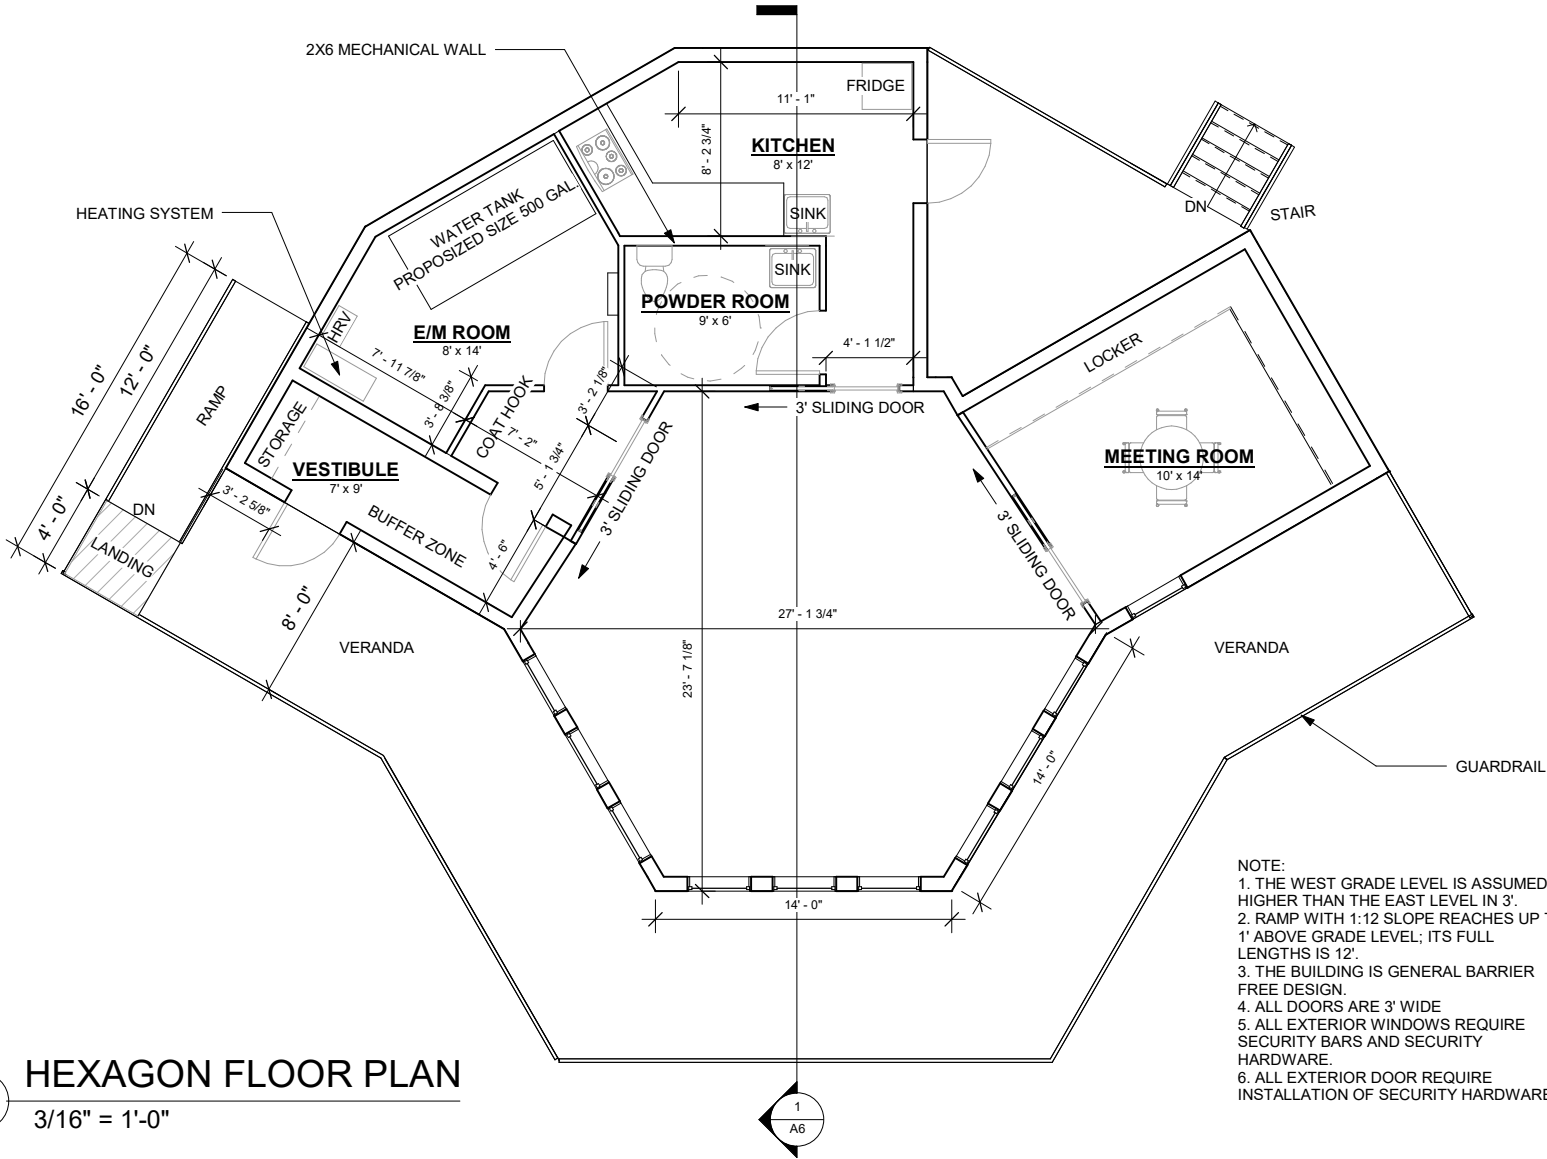 2X6 MECHANICAL WALL
FRIDGE
11' - 1"
KITCHEN
8' x 12'
8' - 2 3/4"
SINK
DN
STAIR
HEATING SYSTEM
WATER TANK
PROPOSIZED SIZE 500 GAL.
SINK
POWDER ROOM
9' x 6'
HRV
E/M ROOM
8' x 14'
7' - 11 7/8"
4' - 1 1/2"
LOCKER
16' - 0"
12' - 0"
RAMP
3' - 8 3/8"
COAT HOOK
3' - 2 1/8"
3' SLIDING DOOR
STORAGE
7' - 2"
VESTIBULE
7' x 9'
5' - 1 3/4"
3' SLIDING DOOR
MEETING ROOM
10' x 14'
3' - 2 5/8"
4' - 0"
DN
LANDING
BUFFER ZONE
4' - 6"
3' SLIDING DOOR
8' - 0"
27' - 1 3/4"
VERANDA
VERANDA
23' - 7 1/8"
14' - 0"
GUARDRAIL
14' - 0"
NOTE:
1. THE WEST GRADE LEVEL IS ASSUMED
HIGHER THAN THE EAST LEVEL IN 3'.
2. RAMP WITH 1:12 SLOPE REACHES UP
1' ABOVE GRADE LEVEL; ITS FULL
LENGTHS IS 12'.
3. THE BUILDING IS GENERAL BARRIER
FREE DESIGN.
4. ALL DOORS ARE 3' WIDE
5. ALL EXTERIOR WINDOWS REQUIRE
SECURITY BARS AND SECURITY
HARDWARE.
6. ALL EXTERIOR DOOR REQUIRE
INSTALLATION OF SECURITY HARDWARE
HEXAGON FLOOR PLAN
3/16" = 1'-0"
1
A6